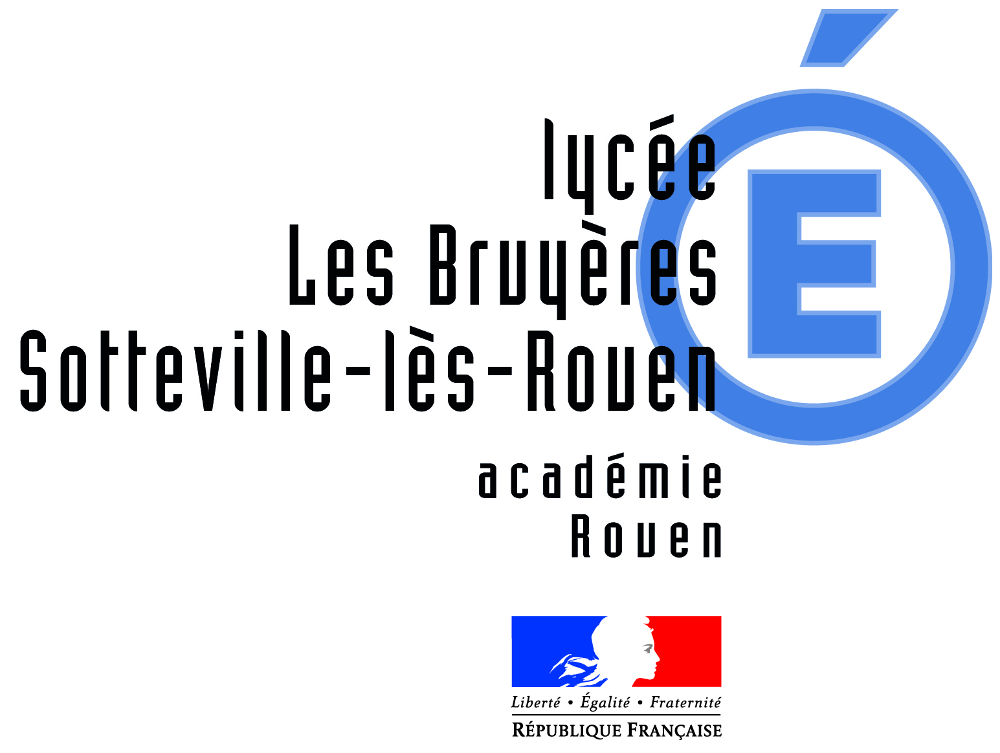 lycée
Les Bruyères
Sotteville-lès-Rouen
académie
Rouen
É
Liberté • Égalité • Fraternité
RÉPUBLIQUE FRANÇAISE